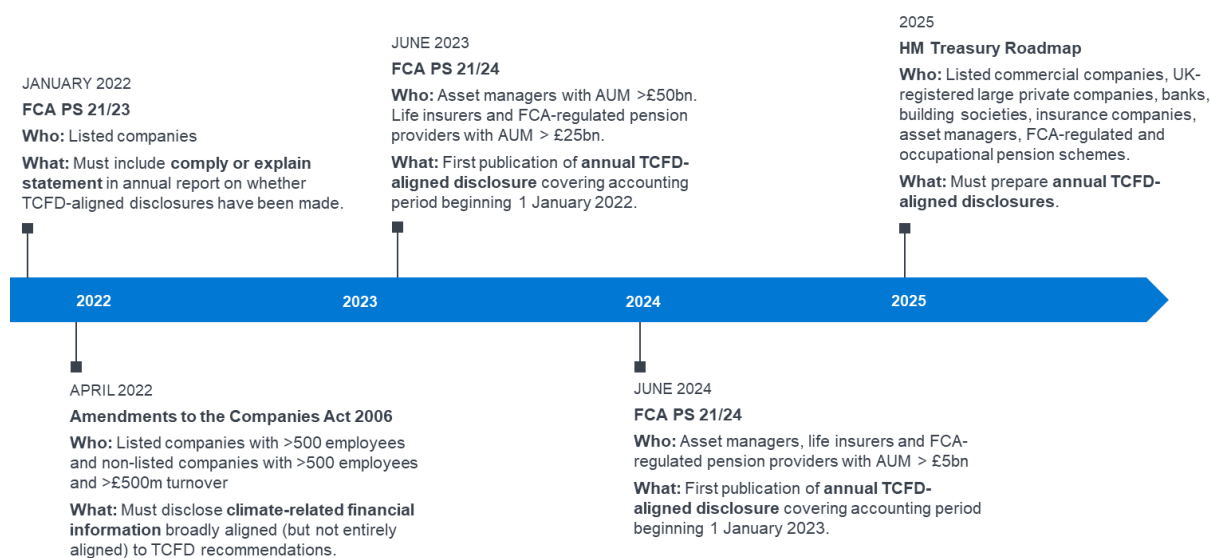 JANUARY 2022
FCA PS 21/23
Who: Listed companies
What: Must include comply or explain
statement in annual report on whether
TCFD-aligned disclosures have been made.
JUNE 2023
FCA PS 21/24
Who: Asset managers with AUM >£50bn.
Life insurers and FCA-regulated pension
providers with AUM > £25bn.
What: First publication of annual TCFD-
aligned disclosure covering accounting
period beginning 1 January 2022.
2025
HM Treasury Roadmap
Who: Listed commercial companies, UK-
registered large private companies, banks,
building societies, insurance companies,
asset managers, FCA-regulated and
occupational pension schemes.
What: Must prepare annual TCFD-
aligned disclosures.
2022
2023
2024
2025
APRIL 2022
Amendments to the Companies Act 2006
Who: Listed companies with >500 employees
and non-listed companies with >500 employees
and >£500m turnover
What: Must disclose climate-related financial
information broadly aligned (but not entirely
aligned) to TCFD recommendations.
JUNE 2024
FCA PS 21/24
Who: Asset managers, life insurers and FCA-
regulated pension providers with AUM > £5bn
What: First publication of annual TCFD-
aligned disclosure covering accounting period
beginning 1 January 2023.